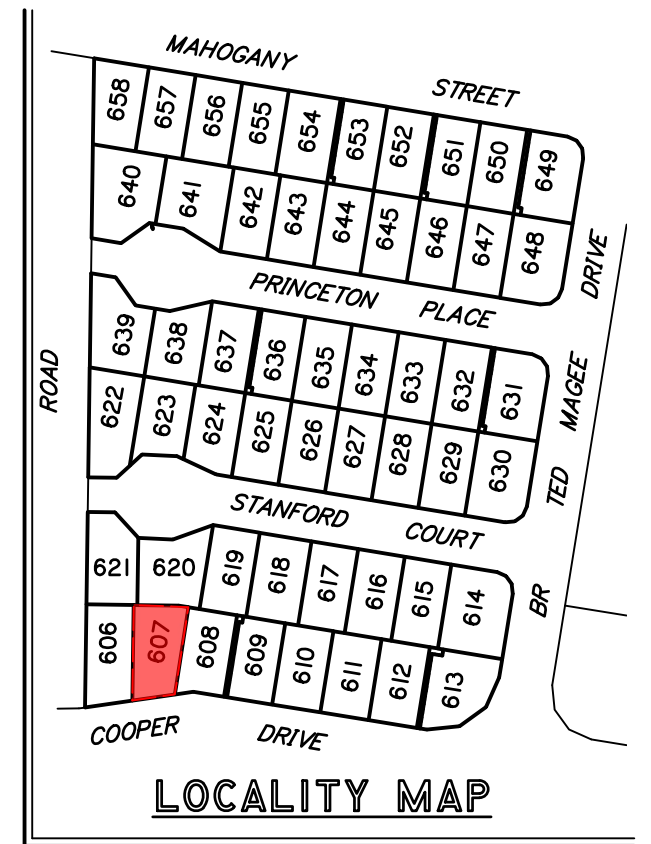 MAHOGANY STREET
658 657 656 655 654 653 652 651 650 649
640 641 642 643 644 645 646 647 648
DRIVE
PRINCETON PLACE
639 638 637 636 635 634 633 632 631
ROAD
MAGEE
622 623 624 625 626 627 628 629 630
TED
STANFORD COURT
621 620 619 618 617 616 615 614
BR
606 607 608 609 610 611 612 613
COOPER DRIVE
LOCALITY MAP